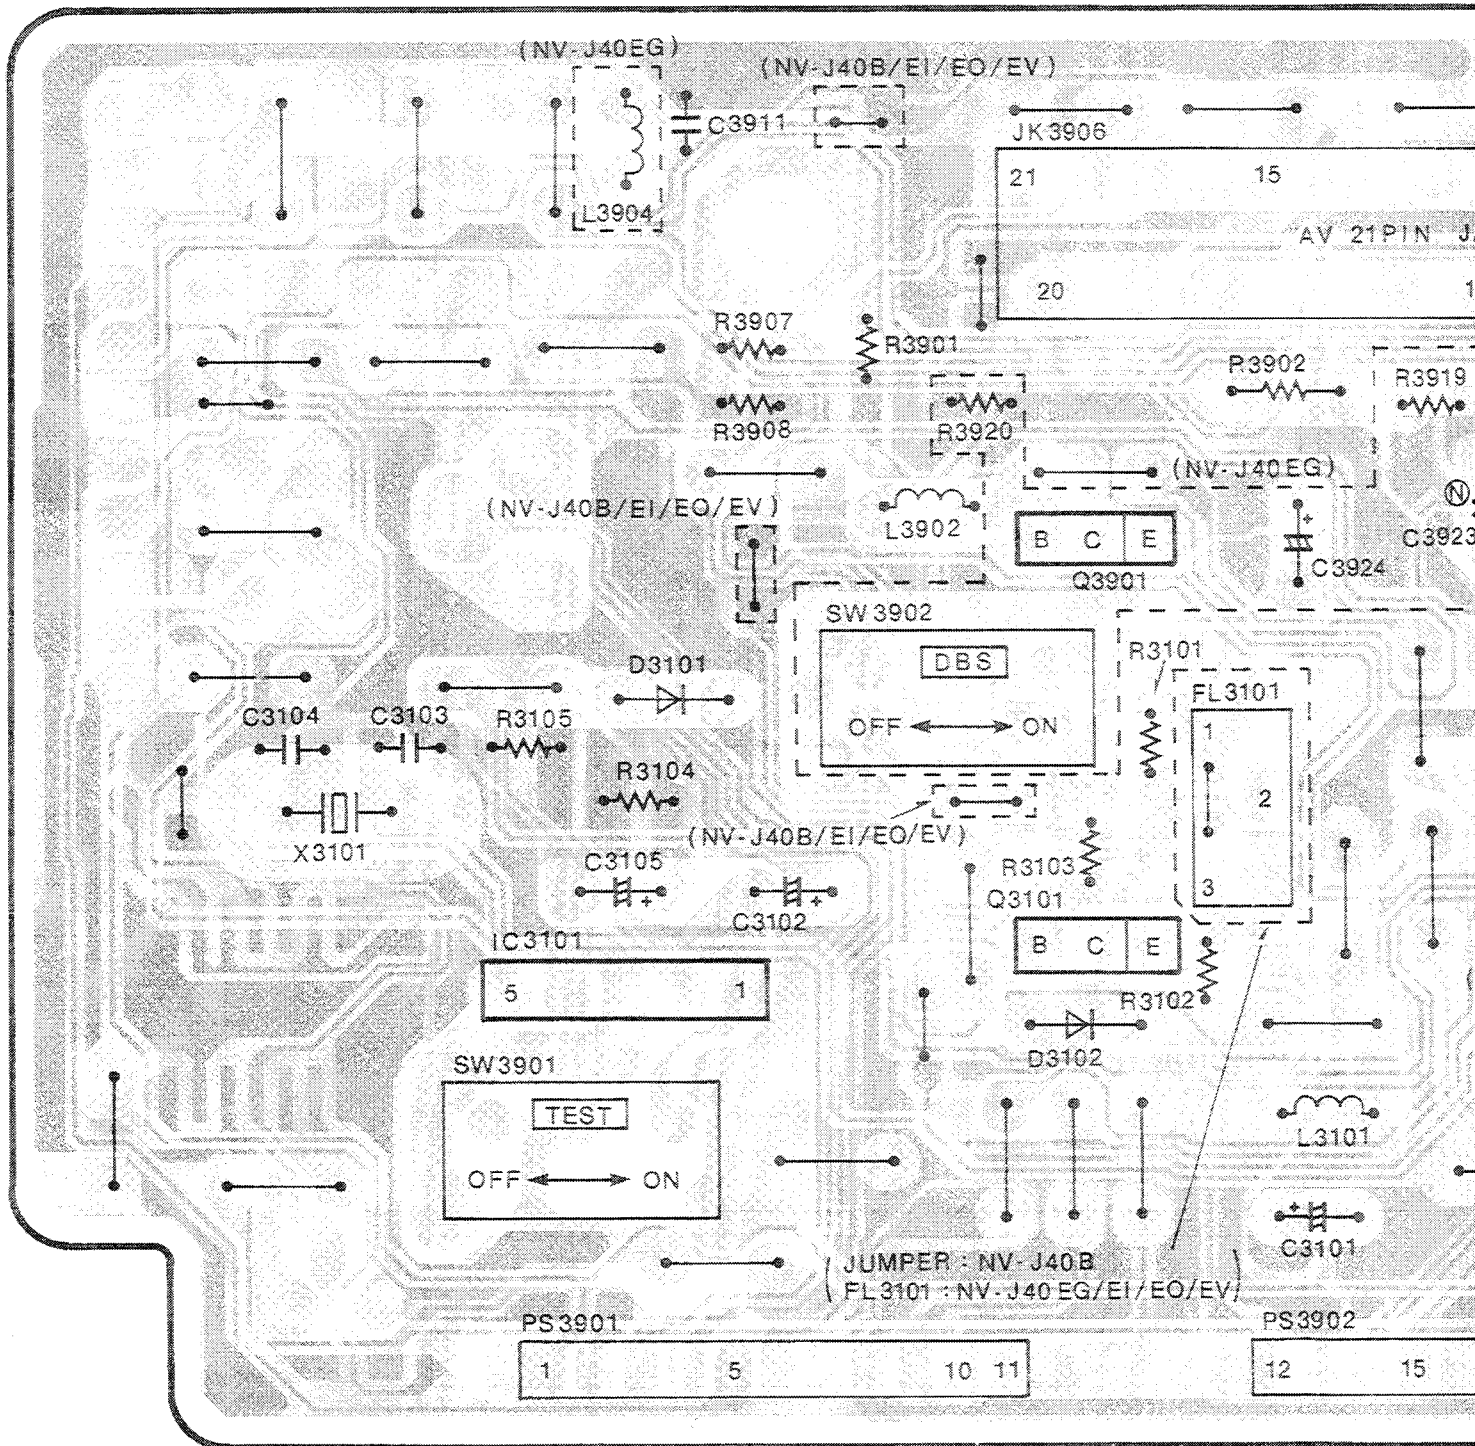 (NV-J40EG)
(NV-J40B/EI/EO/EV)
C3911
L3904
JK3906
21
15
AV 21PIN
20
1
R3907
R3901
R3902
R3919
R3908
R3920
(NV-J40EG)
(NV-J40B/EI/EO/EV)
L3902
B C E
Q3901
N
C3923
C3924
SW3902
DBS
OFF ON
R3101
FL3101
1
2
3
D3101
C3104
C3103
R3105
R3104
X3101
(NV-J40B/EI/EO/EV)
C3105
C3102
R3103
Q3101
B C E
R3102
D3102
IC3101
5 1
SW3901
TEST
OFF ON
L3101
C3101
(JUMPER : NV-J40B
FL3101 : NV-J40EG/EI/EO/EV)
PS3901
1 5 10 11
PS3902
12 15